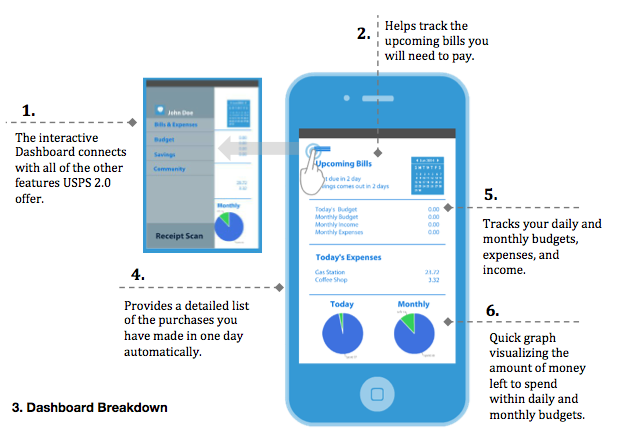 2.
Helps track the
upcoming bills you
will need to pay.
1.
The interactive
Dashboard connects
with all of the other
features USPS 2.0
offer.
John Doe
Bills & Expenses
Budget
Savings
Community
Monthly
Receipt Scan
Upcoming Bills
due in 2 day
comes out in 2 days
Today's Budget 0.00
Monthly Budget 0.00
Monthly Income 0.00
Monthly Expenses 0.00
Today's Expenses
Gas Station 21.22
Coffee Shop 3.32
Today Monthly
5.
Tracks your daily and
monthly budgets,
expenses, and
income.
4.
Provides a detailed list
of the purchases you
have made in one day
automatically.
6.
Quick graph
visualizing the
amount of money
left to spend
within daily and
monthly budgets.
3. Dashboard Breakdown